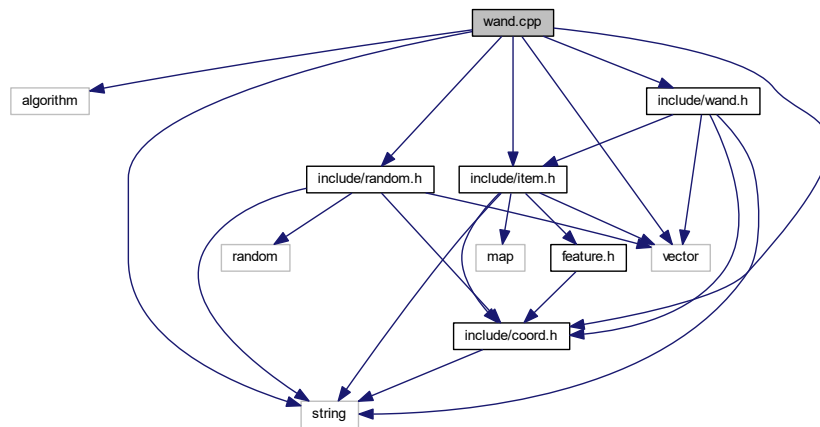 wand.cpp
algorithm
include/wand.h
include/random.h
include/item.h
random
map
feature.h
vector
include/coord.h
string